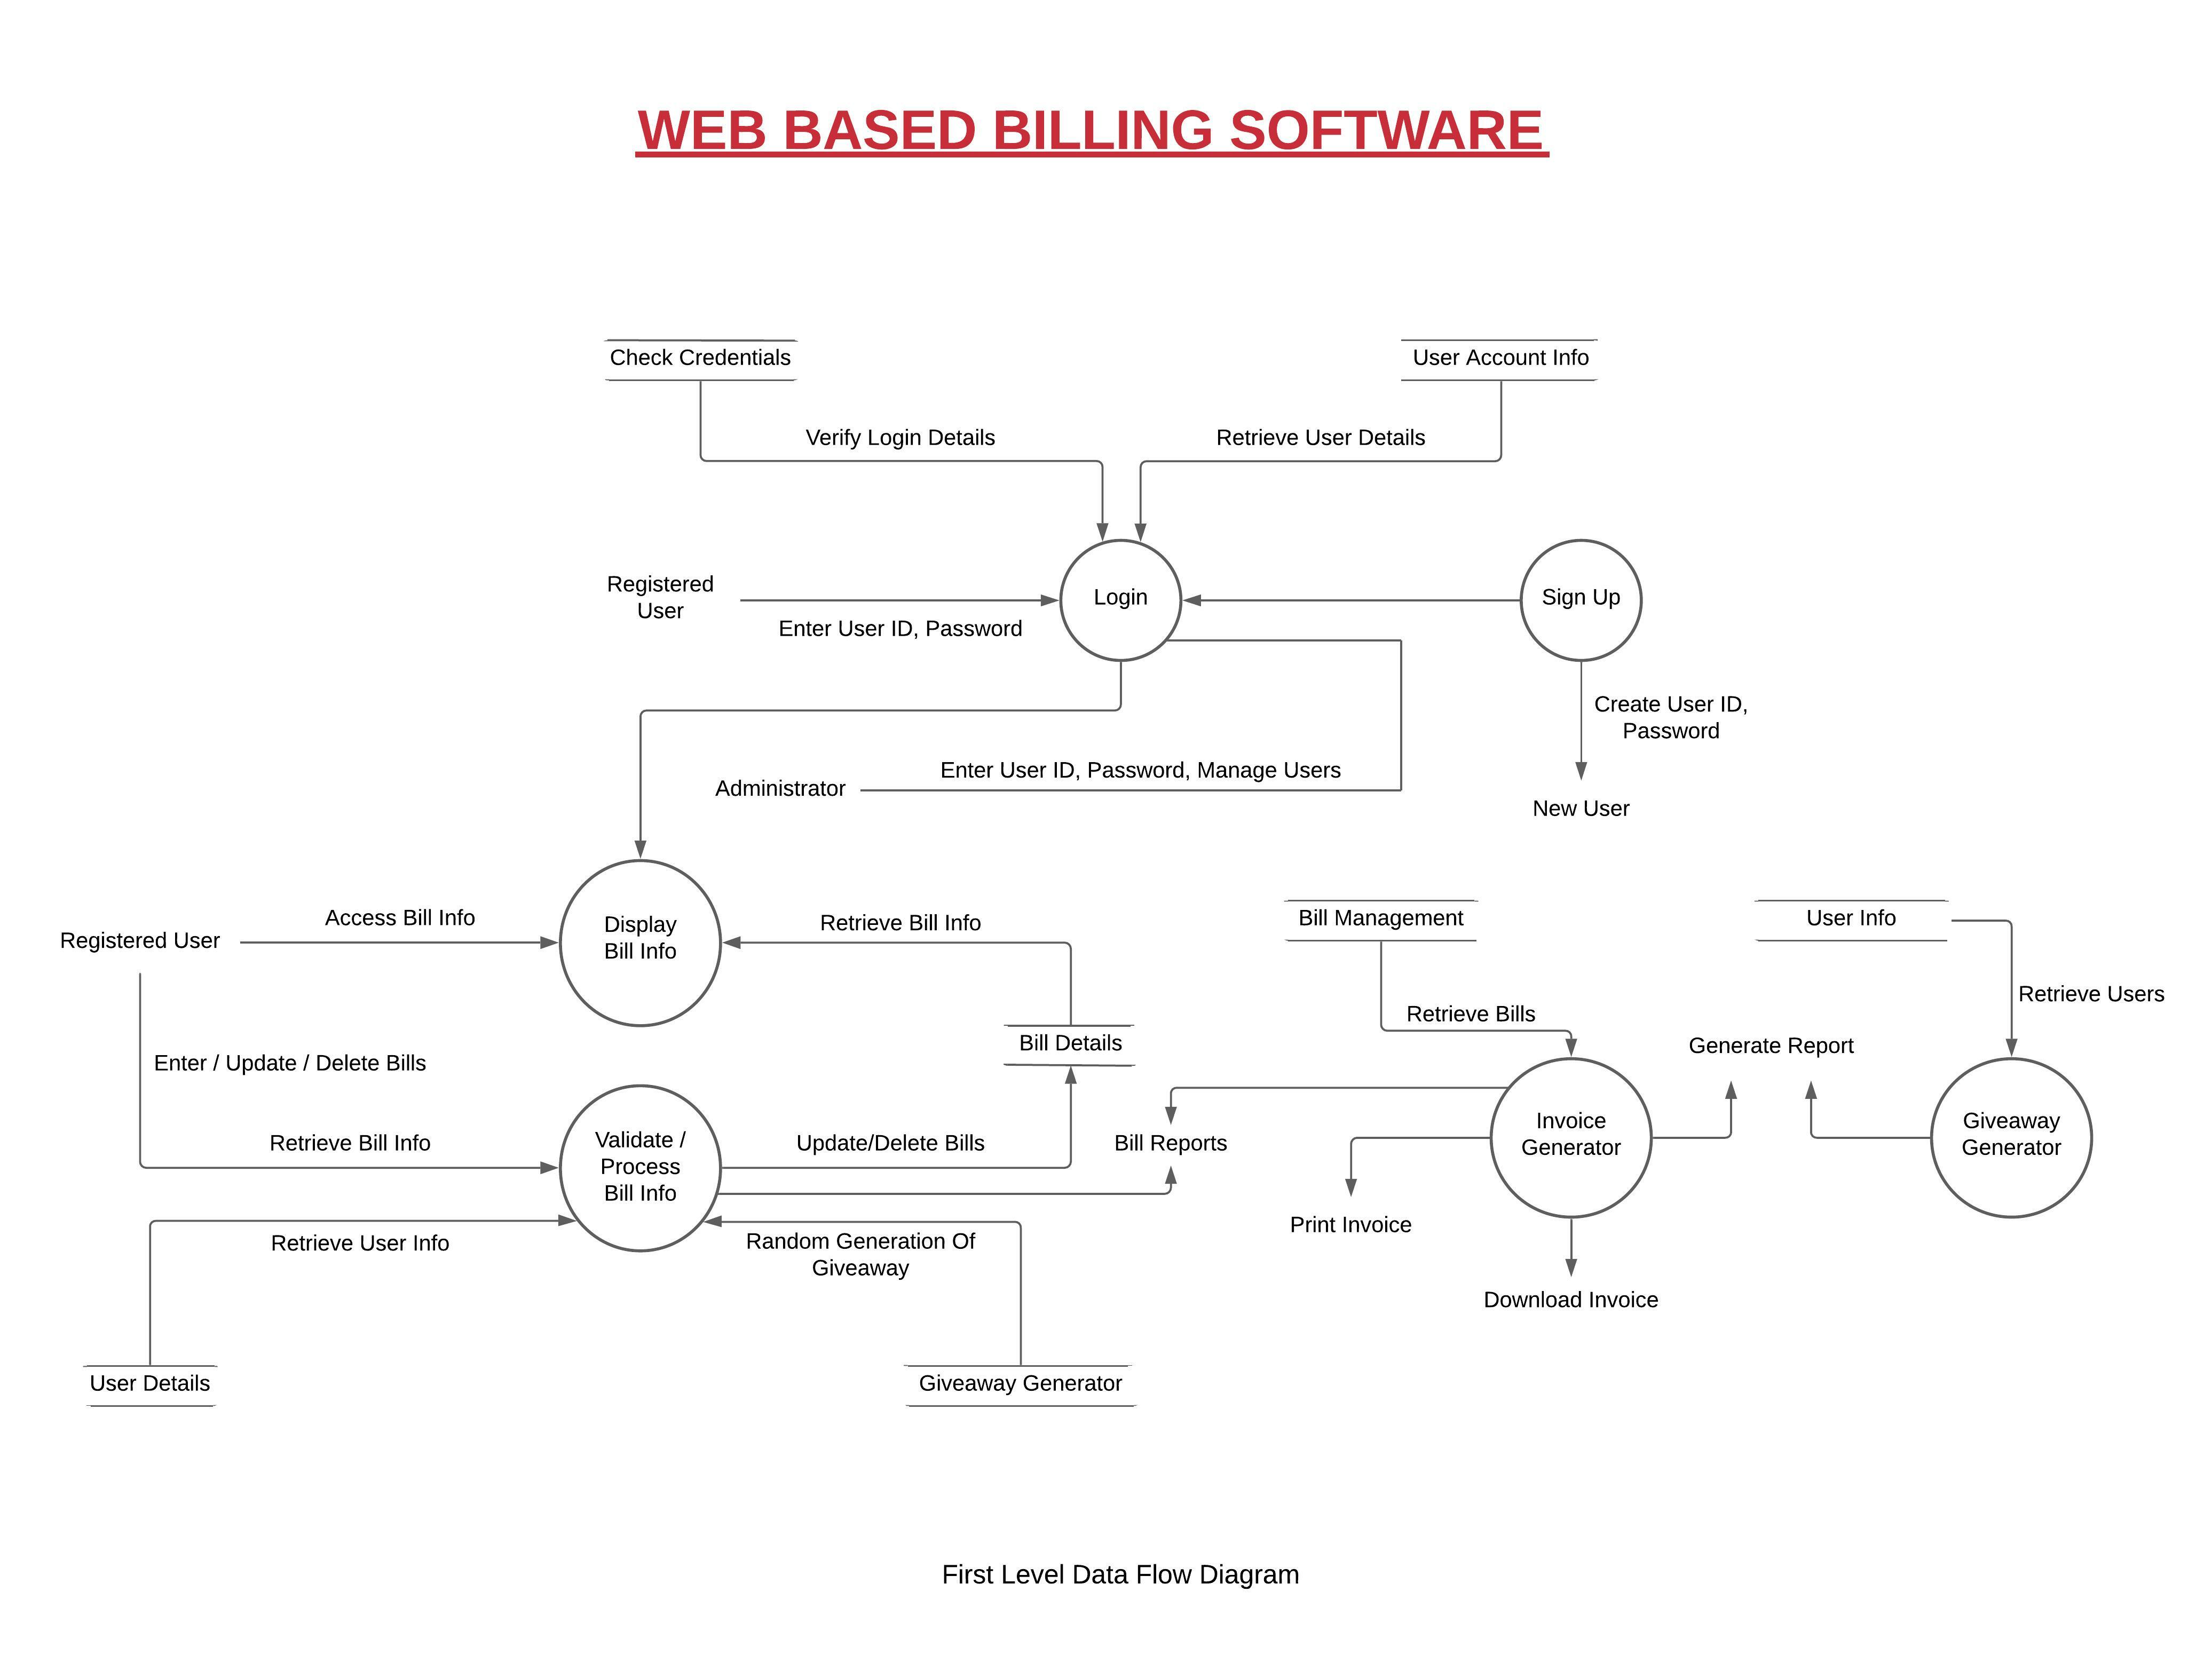 WEB BASED BILLING SOFTWARE
Check Credentials
User Account Info
Verify Login Details
Retrieve User Details
Registered
User
Enter User ID, Password
Login
Sign Up
Create User ID,
Password
Enter User ID, Password, Manage Users
Administrator
New User
Registered User
Access Bill Info
Display
Bill Info
Retrieve Bill Info
Bill Management
User Info
Retrieve Users
Retrieve Bills
Bill Details
Generate Report
Enter / Update / Delete Bills
Retrieve Bill Info
Validate /
Process
Bill Info
Update/Delete Bills
Bill Reports
Invoice
Generator
Giveaway
Generator
Print Invoice
Retrieve User Info
Random Generation Of
Giveaway
Download Invoice
User Details
Giveaway Generator
First Level Data Flow Diagram